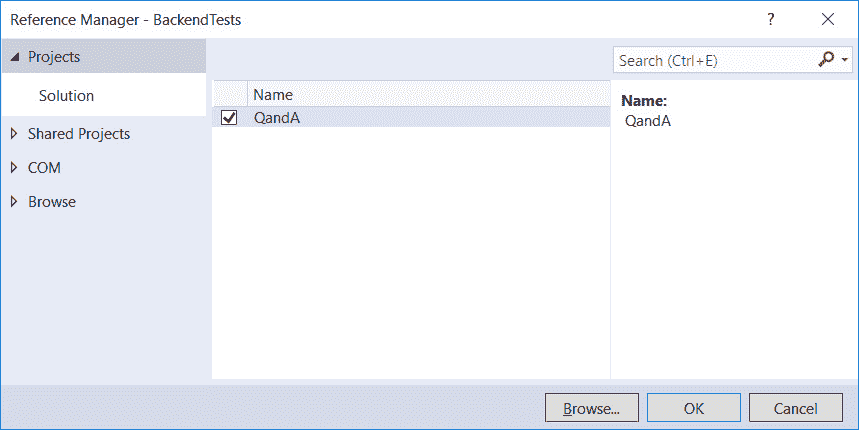 Reference Manager - BackendTests
?
Projects
Search (Ctrl+E)
Solution
Name
Name:
QandA
QandA
Shared Projects
COM
Browse
Browse...
OK
Cancel